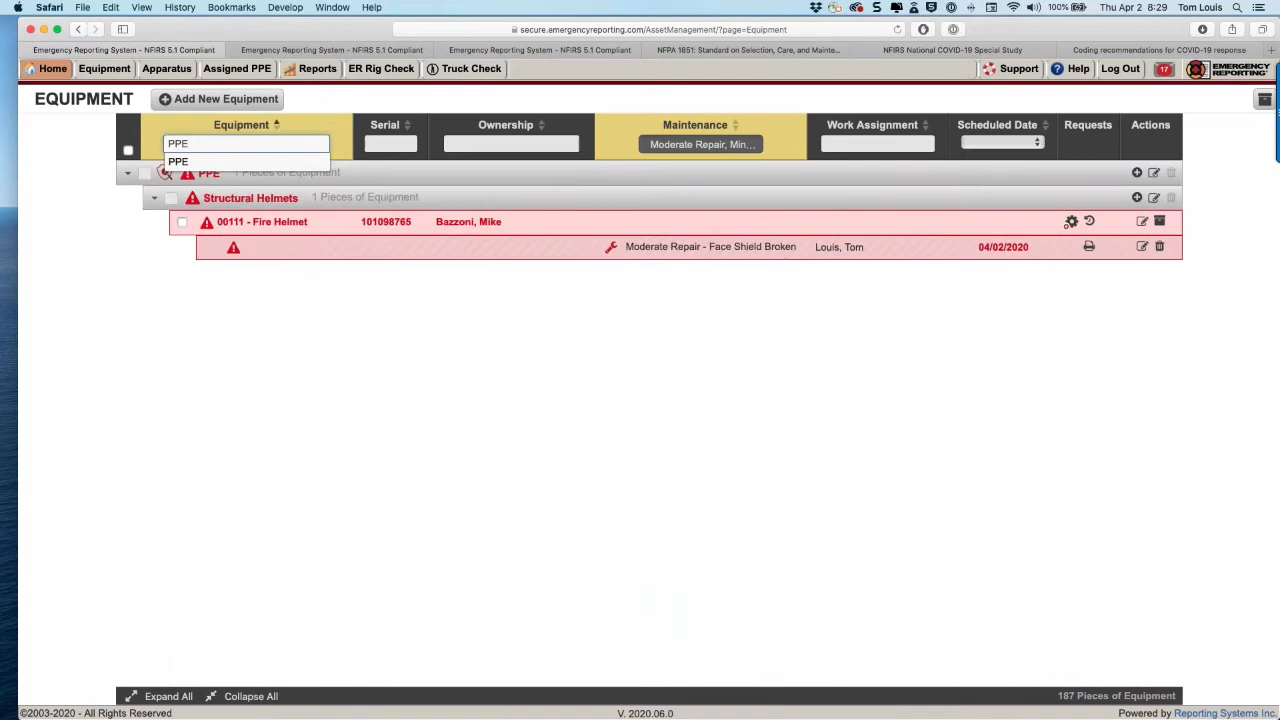 Safari File Edit View History Bookmarks Develop Window Help 100% Thu Apr 2 8:29 Tom Louis
secure.emergencyreporting.com/AssetManagement/?page=Equipment
Emergency Reporting System - NFIRS 5.1 Compliant Emergency Reporting System - NFIRS 5.1 Compliant Emergency Reporting System - NFIRS 5.1 Compliant NFPA 1851: Standard on Selection, Care, and Mainte... NFIRS National COVID-19 Special Study Coding recommendations for COVID-19 response
Home Equipment Apparatus Assigned PPE Reports ER Rig Check Truck Check Support Help Log Out 17 EMERGENCY REPORTING
EQUIPMENT Add New Equipment
Equipment Serial Ownership Maintenance Work Assignment Scheduled Date Requests Actions
PPE Moderate Repair, Min,...
PPE
PPE 1 Pieces of Equipment
Structural Helmets 1 Pieces of Equipment
00111 - Fire Helmet 101098765 Bazzoni, Mike
Moderate Repair - Face Shield Broken Louis, Tom 04/02/2020
Expand All Collapse All 187 Pieces of Equipment
©2003-2020 - All Rights Reserved V. 2020.06.0 Powered by Reporting Systems Inc.